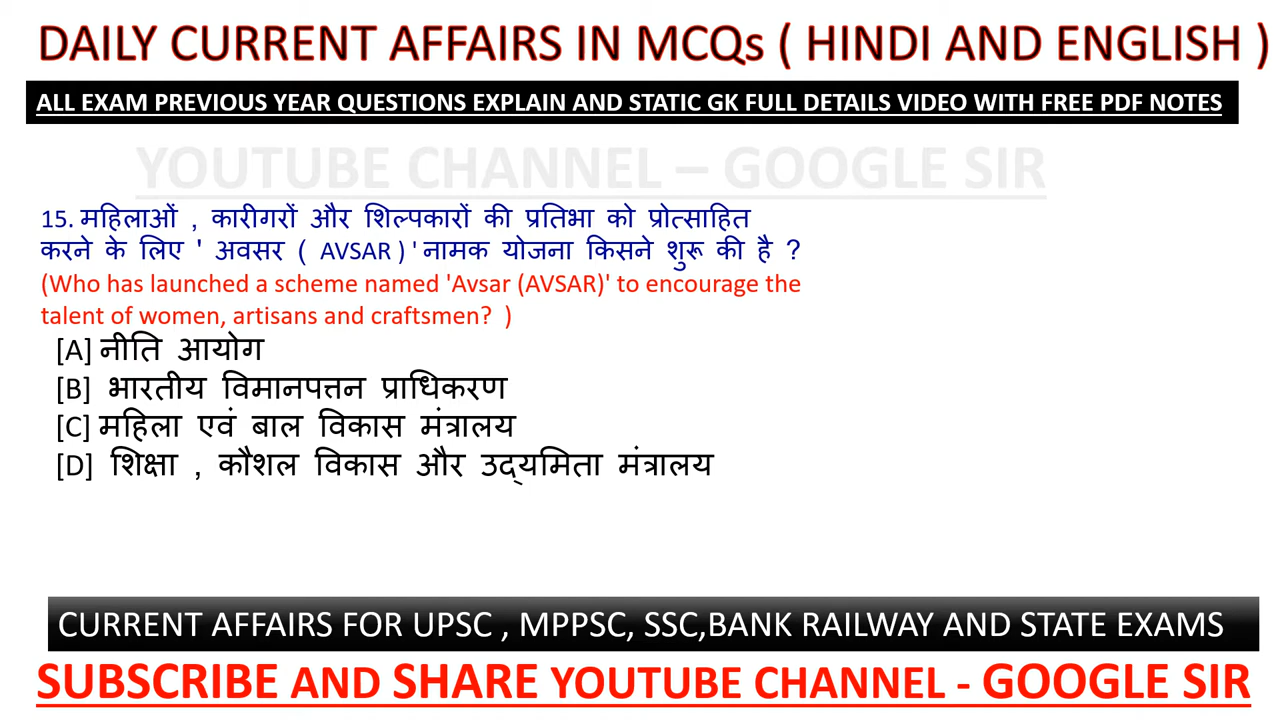 DAILY CURRENT AFFAIRS IN MCQs ( HINDI AND ENGLISH )
ALL EXAM PREVIOUS YEAR QUESTIONS EXPLAIN AND STATIC GK FULL DETAILS VIDEO WITH FREE PDF NOTES
YOUTUBE CHANNEL – GOOGLE SIR
15. महिलाओं , कारीगरों और शिल्पकारों की प्रतिभा को प्रोत्साहित
करने के लिए ' अवसर ( AVSAR ) ' नामक योजना किसने शुरू की है ?
(Who has launched a scheme named 'Avsar (AVSAR)' to encourage the
talent of women, artisans and craftsmen? )
[A] नीति आयोग
[B] भारतीय विमानपत्तन प्राधिकरण
[C] महिला एवं बाल विकास मंत्रालय
[D] शिक्षा , कौशल विकास और उद्यमिता मंत्रालय
CURRENT AFFAIRS FOR UPSC , MPPSC, SSC,BANK RAILWAY AND STATE EXAMS
SUBSCRIBE AND SHARE YOUTUBE CHANNEL - GOOGLE SIR